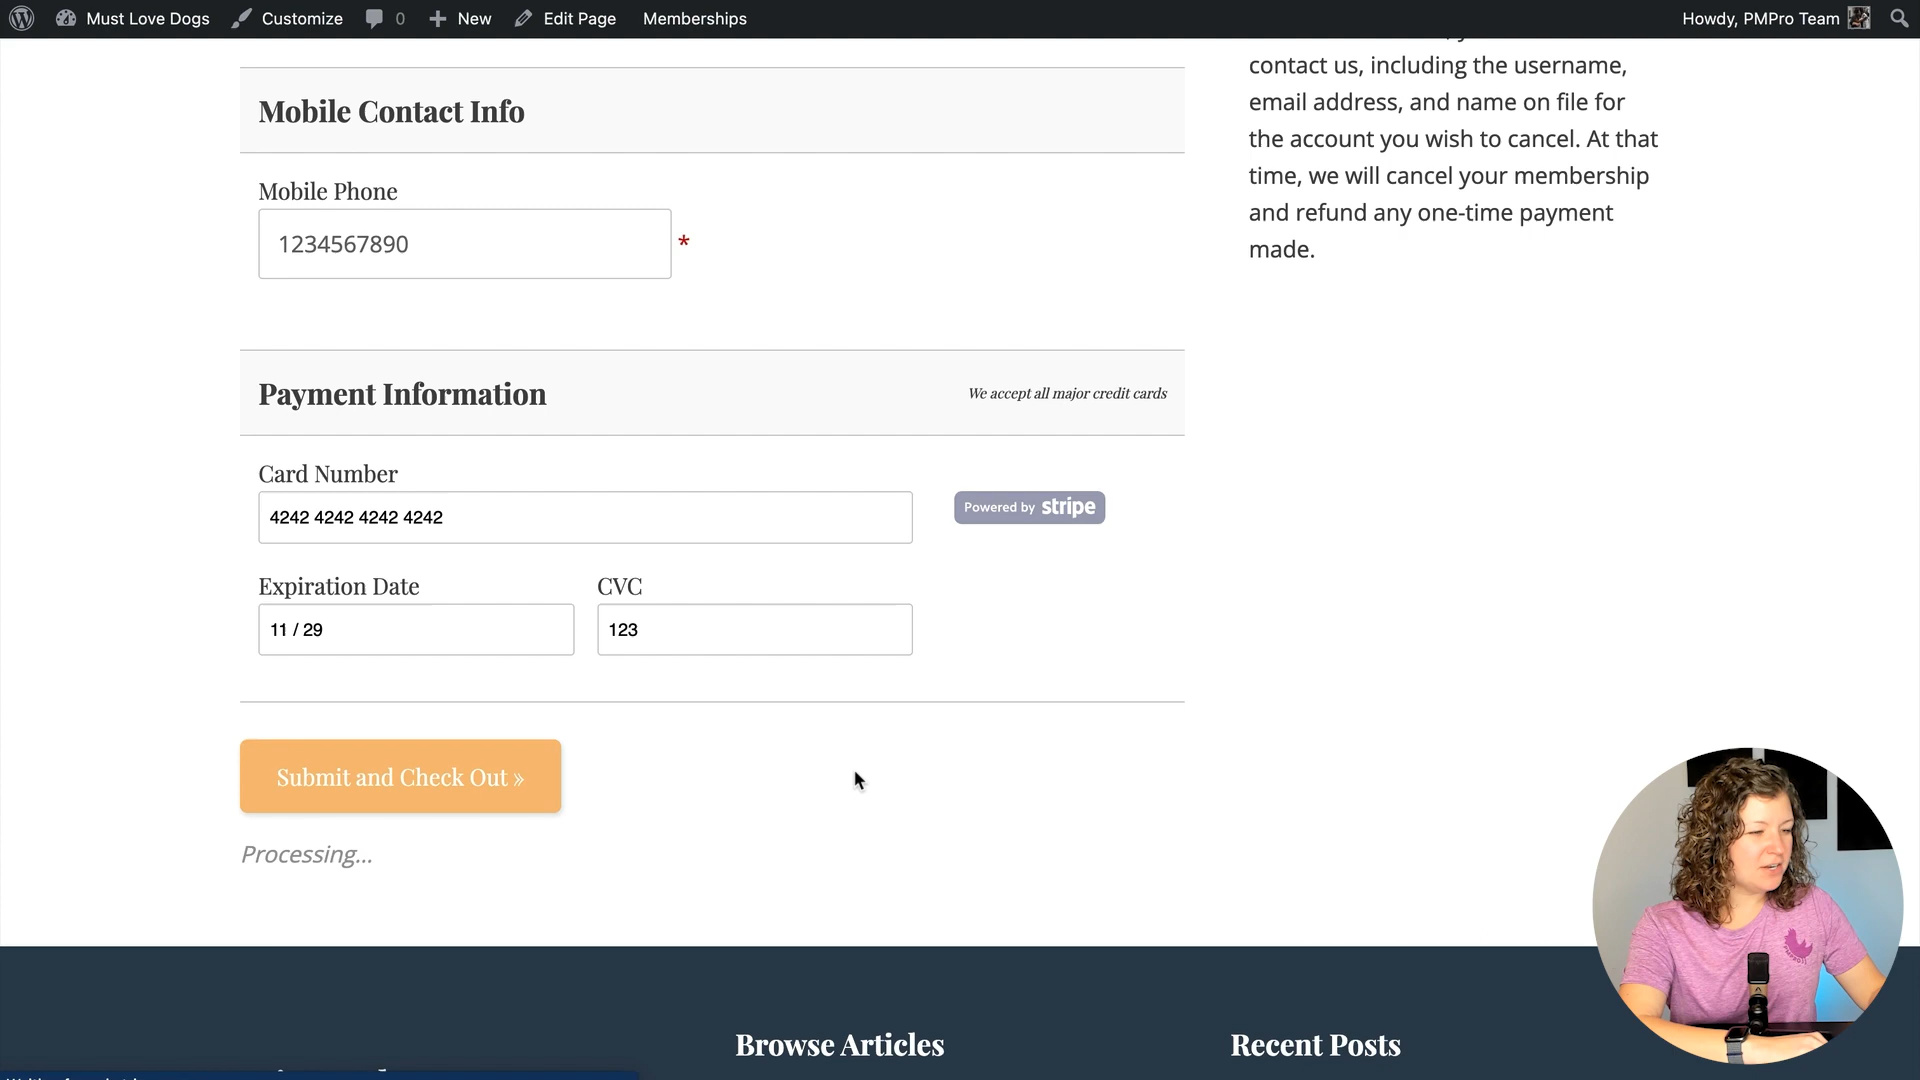 Must Love Dogs
Customize
0
New
Edit Page
Memberships
Howdy, PMPro Team
contact us, including the username,
email address, and name on file for
the account you wish to cancel. At that
time, we will cancel your membership
and refund any one-time payment
made.
Mobile Contact Info
Mobile Phone
1234567890
*
Payment Information
We accept all major credit cards
Card Number
4242 4242 4242 4242
Powered by stripe
Expiration Date
CVC
11 / 29
123
Submit and Check Out »
Processing...
Browse Articles
Recent Posts